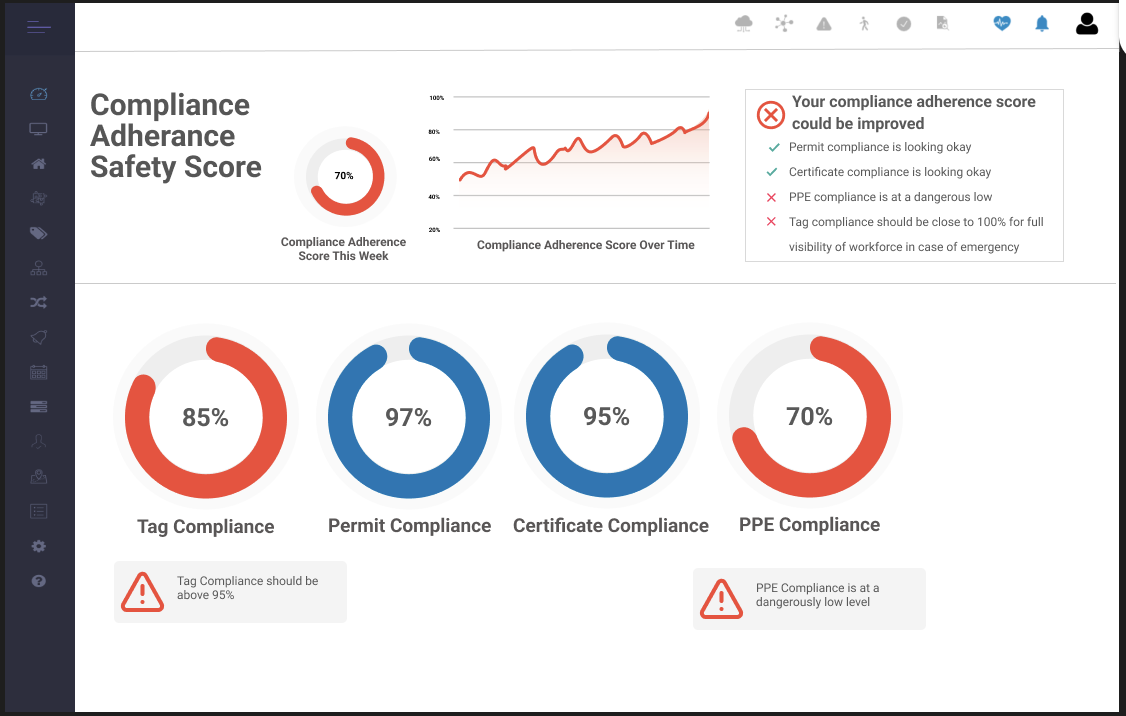 Compliance
Adherance
Safety Score
70%
Compliance Adherence
Score This Week
100%
80%
60%
40%
20%
Compliance Adherence Score Over Time
Your compliance adherence score
could be improved
Permit compliance is looking okay
Certificate compliance is looking okay
PPE compliance is at a dangerous low
Tag compliance should be close to 100% for full
visibility of workforce in case of emergency
85%
97%
95%
70%
Tag Compliance
Permit Compliance
Certificate Compliance
PPE Compliance
Tag Compliance should be
above 95%
PPE Compliance is at a
dangerously low level